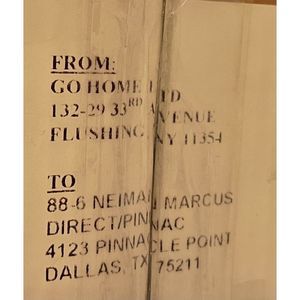 FROM:
GO HOME LTD
132-29 33RD AVENUE
FLUSHING, NY 11354
TO
88-6 NEIMAN MARCUS
DIRECT/PINNAC
4123 PINNACLE POINT
DALLAS, TX 75211